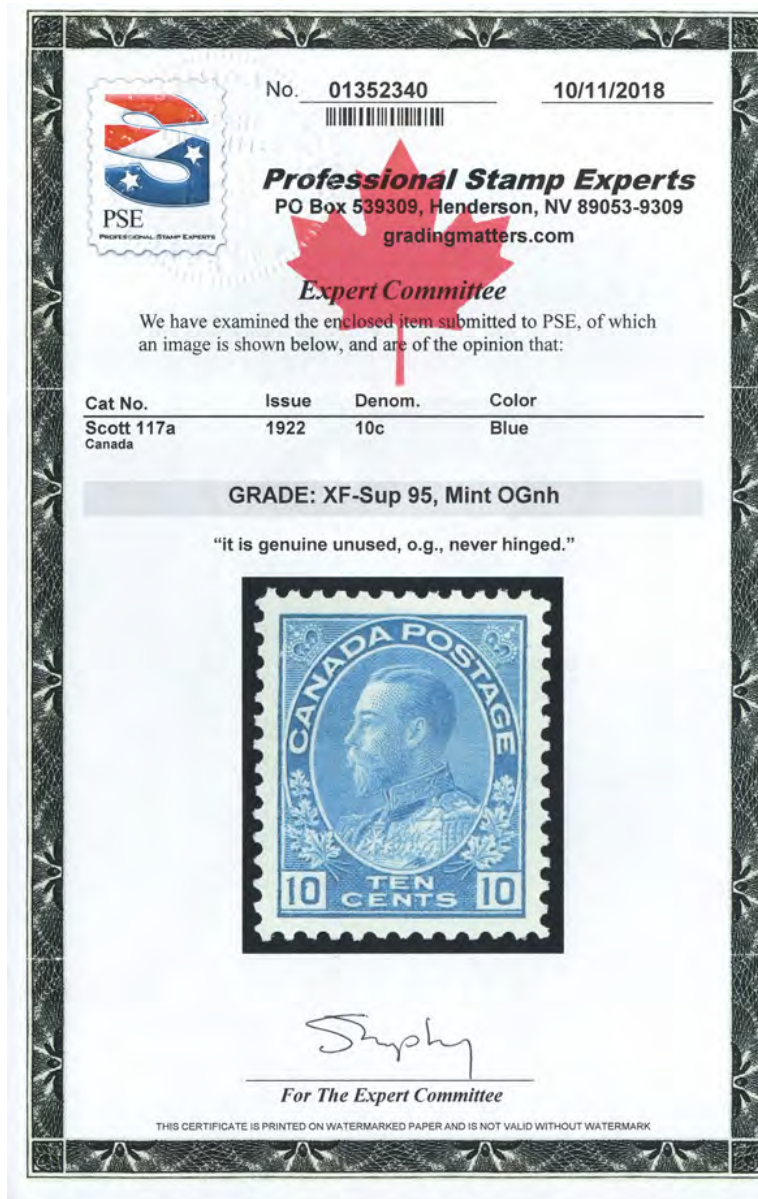 No. 01352340 10/11/2018
PSE
PROFESSIONAL STAMP EXPERTS
Professional Stamp Experts
PO Box 539309, Henderson, NV 89053-9309
gradingmatters.com
Expert Committee
We have examined the enclosed item submitted to PSE, of which
an image is shown below, and are of the opinion that:
Cat No. Issue Denom. Color
Scott 117a 1922 10c Blue
Canada
GRADE: XF-Sup 95, Mint OGnh
“it is genuine unused, o.g., never hinged.”
CANADA POSTAGE
10 TEN CENTS 10
For The Expert Committee
THIS CERTIFICATE IS PRINTED ON WATERMARKED PAPER AND IS NOT VALID WITHOUT WATERMARK